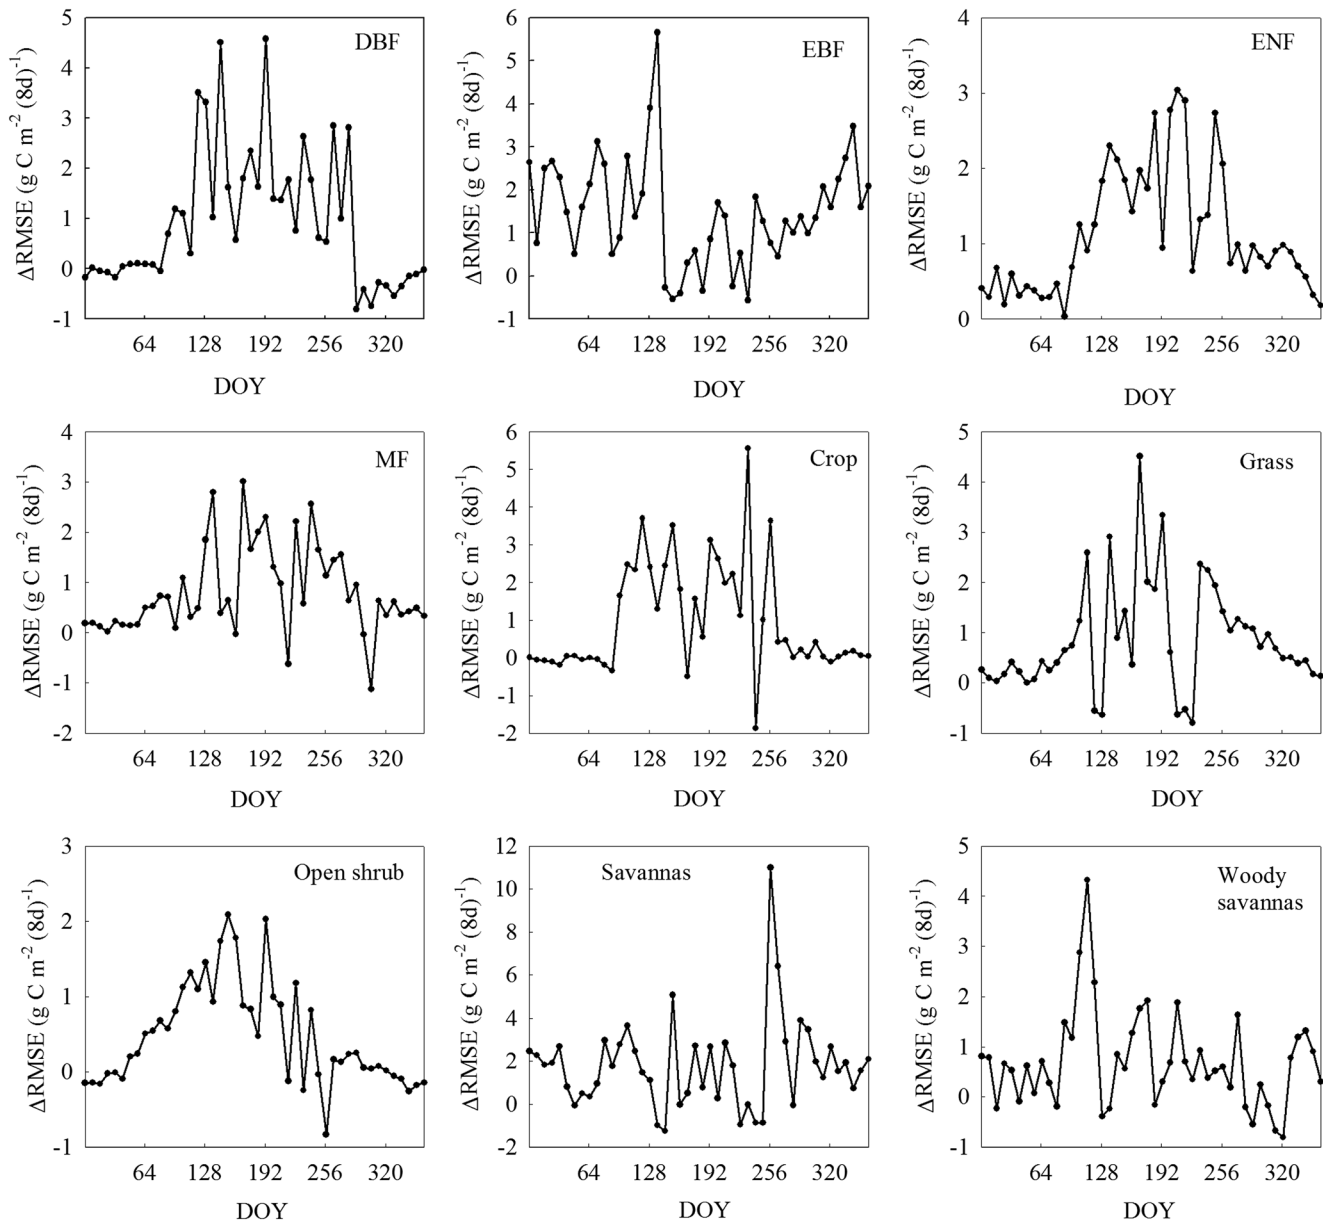 DBF
ΔRMSE (g C m⁻² (8d)⁻¹
5
4
3
2
1
0
-1
64 128 192 256 320
DOY
EBF
ΔRMSE (g C m⁻² (8d)⁻¹
6
5
4
3
2
1
0
-1
64 128 192 256 320
DOY
ENF
ΔRMSE (g C m⁻² (8d)⁻¹
4
3
2
1
0
64 128 192 256 320
DOY
MF
ΔRMSE (g C m⁻² (8d)⁻¹
4
3
2
1
0
-1
-2
64 128 192 256 320
DOY
Crop
ΔRMSE (g C m⁻² (8d)⁻¹
6
5
4
3
2
1
0
-1
-2
64 128 192 256 320
DOY
Grass
ΔRMSE (g C m⁻² (8d)⁻¹
5
4
3
2
1
0
-1
64 128 192 256 320
DOY
Open shrub
ΔRMSE (g C m⁻² (8d)⁻¹
3
2
1
0
-1
64 128 192 256 320
DOY
Savannas
ΔRMSE (g C m⁻² (8d)⁻¹
12
10
8
6
4
2
0
-2
64 128 192 256 320
DOY
Woody
savannas
ΔRMSE (g C m⁻² (8d)⁻¹
5
4
3
2
1
0
-1
64 128 192 256 320
DOY